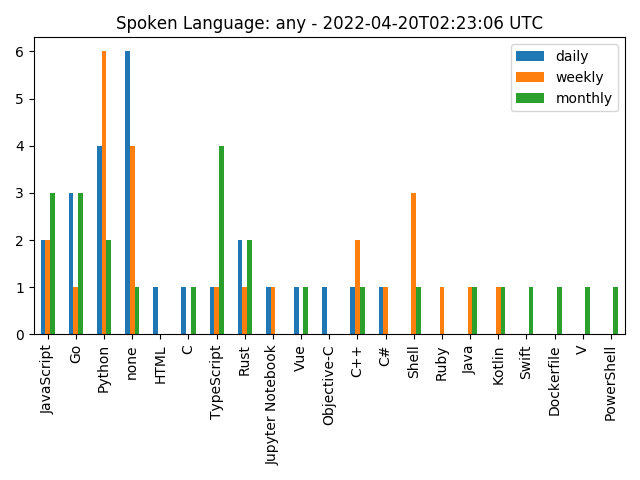 Spoken Language: any - 2022-04-20T02:23:06 UTC
daily
weekly
monthly
6
5
4
3
2
1
0
JavaScript
Go
Python
none
HTML
C
TypeScript
Rust
Jupyter Notebook
Vue
Objective-C
C++
C#
Shell
Ruby
Java
Kotlin
Swift
Dockerfile
V
PowerShell